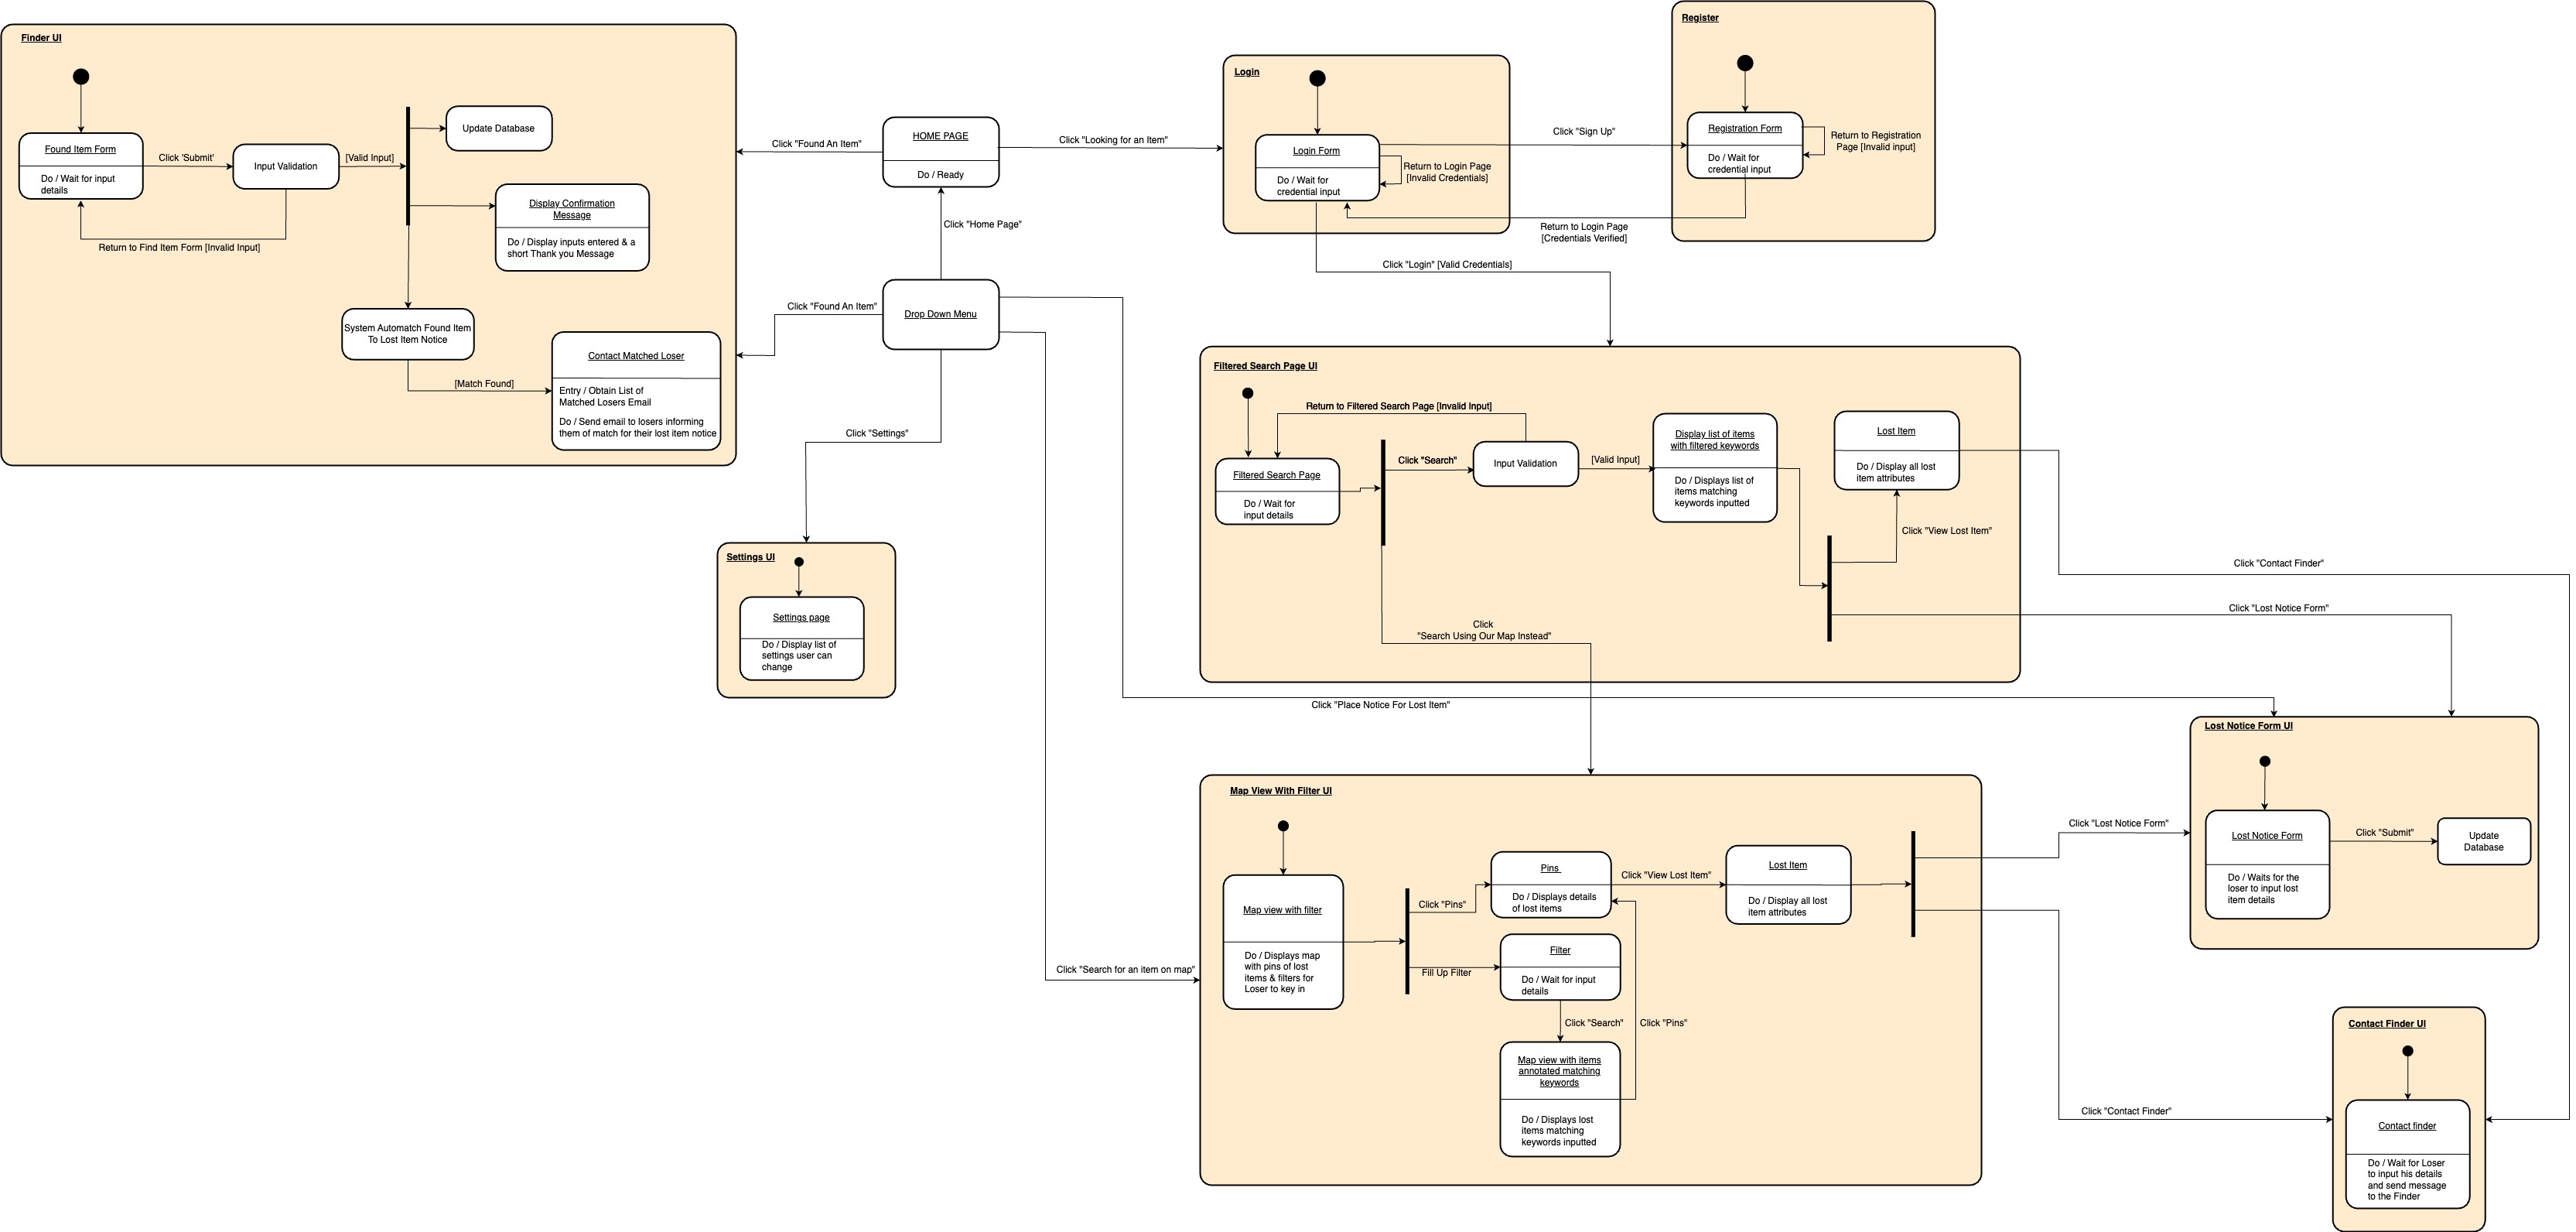 Finder UI
Found Item Form
Do / Wait for input
details
Click 'Submit'
Input Validation
[Valid Input]
Return to Find Item Form [Invalid Input]
Update Database
Display Confirmation
Message
Do / Display inputs entered & a
short Thank you Message
System Automatch Found Item
To Lost Item Notice
[Match Found]
Contact Matched Loser
Entry / Obtain List of
Matched Losers Email
Do / Send email to losers informing
them of match for their lost item notice
Click "Found An Item"
HOME PAGE
Do / Ready
Click "Looking for an Item"
Click "Home Page"
Drop Down Menu
Click "Found An Item"
Click "Settings"
Settings UI
Settings page
Do / Display list of
settings user can
change
Login
Login Form
Do / Wait for
credential input
Return to Login Page
[Invalid Credentials]
Click "Sign Up"
Register
Registration Form
Do / Wait for
credential input
Return to Registration
Page [Invalid input]
Return to Login Page
[Credentials Verified]
Click "Login" [Valid Credentials]
Filtered Search Page UI
Return to Filtered Search Page [Invalid Input]
Filtered Search Page
Do / Wait for
input details
Click "Search"
Input Validation
[Valid Input]
Display list of items
with filtered keywords
Do / Displays list of
items matching
keywords inputted
Lost Item
Do / Display all lost
item attributes
Click "View Lost Item"
Click "Contact Finder"
Click "Lost Notice Form"
Click
"Search Using Our Map Instead"
Click "Place Notice For Lost Item"
Lost Notice Form UI
Lost Notice Form
Do / Waits for the
loser to input lost
item details
Click "Submit"
Update
Database
Map View With Filter UI
Map view with filter
Do / Displays map
with pins of lost
items & filters for
Loser to key in
Click "Search for an item on map"
Click "Pins"
Fill Up Filter
Pins
Do / Displays details
of lost items
Click "View Lost Item"
Lost Item
Do / Display all lost
item attributes
Filter
Do / Wait for input
details
Click "Search"
Click "Pins"
Map view with items
annotated matching
keywords
Do / Displays lost
items matching
keywords inputted
Click "Lost Notice Form"
Click "Contact Finder"
Contact Finder UI
Contact finder
Do / Wait for Loser
to input his details
and send message
to the Finder